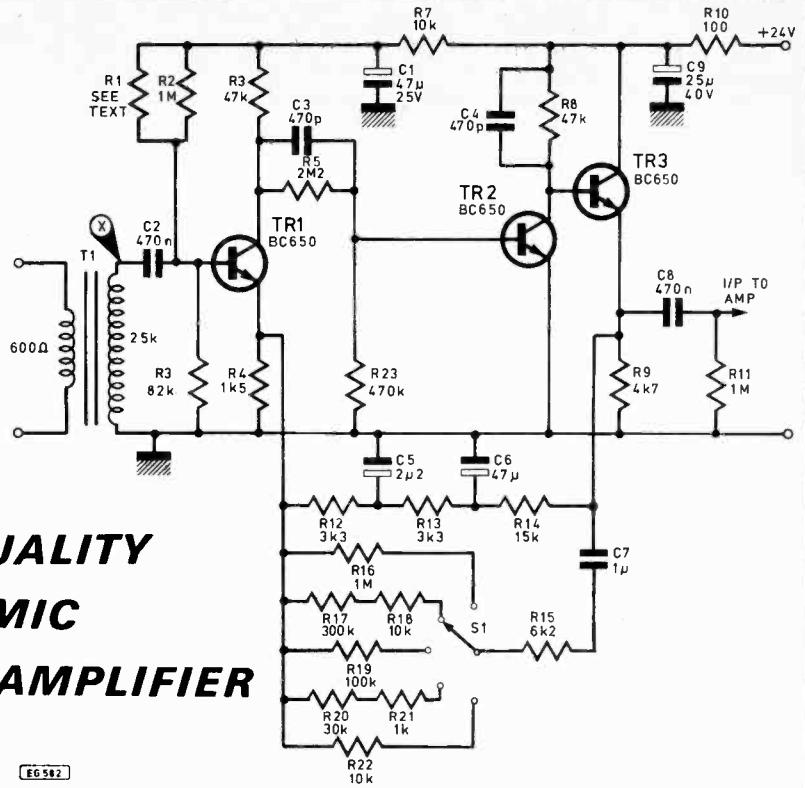 R1
SEE
TEXT
R2
1M
R3
47k
C1
47µ
25V
R7
10k
R10
100
+24V
C9
25µ
40V
C3
470p
R5
2M2
C4
470p
R8
47k
TR3
BC650
TR2
BC650
TR1
BC650
X
T1
C2
470n
600Ω
25k
R3
82k
R4
1k5
R23
470k
C8
470n
I/P TO
AMP
R9
4k7
R11
1M
C5
2µ2
C6
47µ
R12
3k3
R13
3k3
R14
15k
C7
1µ
R16
1M
R17
300k
R18
10k
S1
R15
6k2
R19
100k
R20
30k
R21
1k
R22
10k
UALITY
MIC
AMPLIFIER
EG582